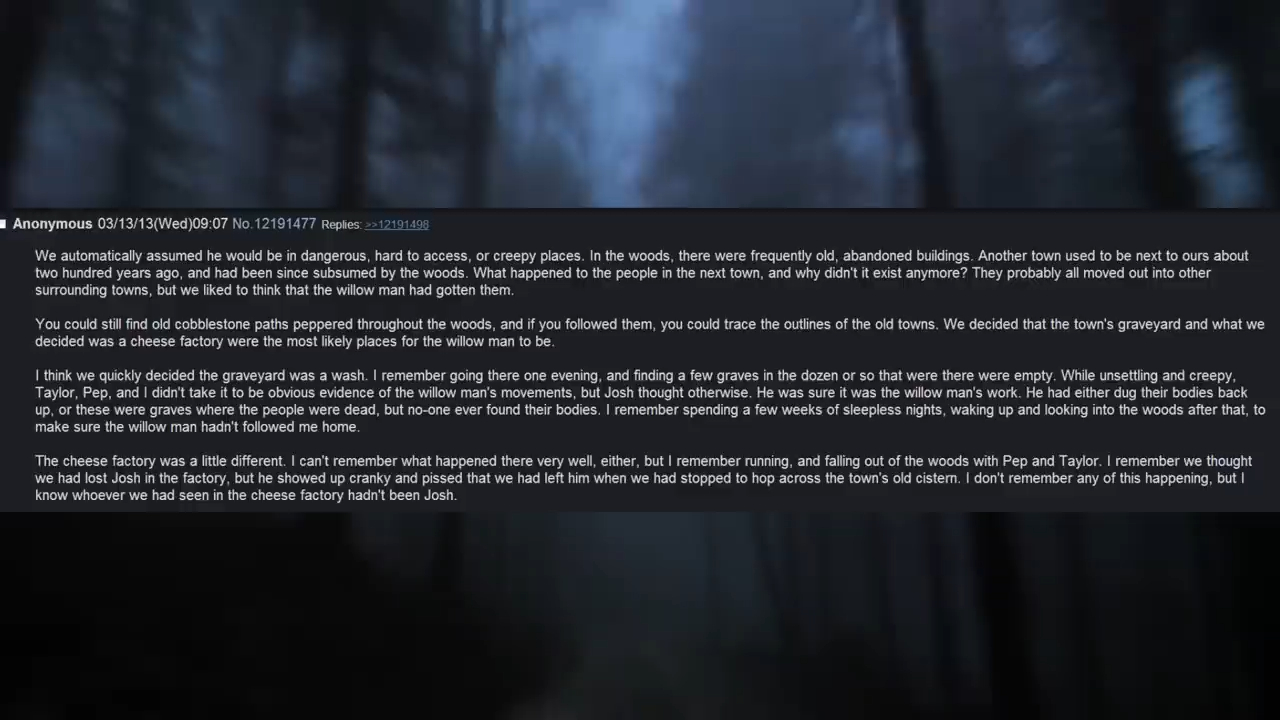 Anonymous 03/13/13(Wed)09:07 No.12191477 Replies: >>12191498
We automatically assumed he would be in dangerous, hard to access, or creepy places. In the woods, there were frequently old, abandoned buildings. Another town used to be next to ours about
two hundred years ago, and had been since subsumed by the woods. What happened to the people in the next town, and why didn't it exist anymore? They probably all moved out into other
surrounding towns, but we liked to think that the willow man had gotten them.
You could still find old cobblestone paths peppered throughout the woods, and if you followed them, you could trace the outlines of the old towns. We decided that the town's graveyard and what we
decided was a cheese factory were the most likely places for the willow man to be.
I think we quickly decided the graveyard was a wash. I remember going there one evening, and finding a few graves in the dozen or so that were there were empty. While unsettling and creepy,
Taylor, Pep, and I didn't take it to be obvious evidence of the willow man's movements, but Josh thought otherwise. He was sure it was the willow man's work. He had either dug their bodies back
up, or these were graves where the people were dead, but no-one ever found their bodies. I remember spending a few weeks of sleepless nights, waking up and looking into the woods after that, to
make sure the willow man hadn't followed me home.
The cheese factory was a little different. I can't remember what happened there very well, either, but I remember running, and falling out of the woods with Pep and Taylor. I remember we thought
we had lost Josh in the factory, but he showed up cranky and pissed that we had left him when we had stopped to hop across the town's old cistern. I don't remember any of this happening, but I
know whoever we had seen in the cheese factory hadn't been Josh.